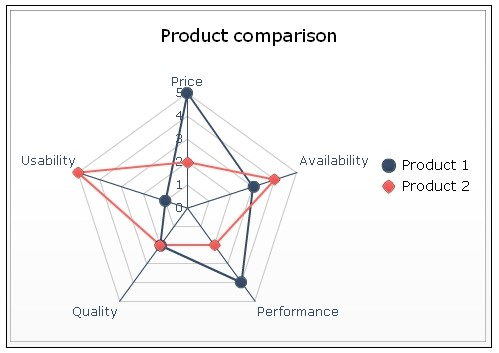 Product comparison
Price
5
4
3
2
1
0
Usability
Availability
Product 1
Product 2
Quality
Performance